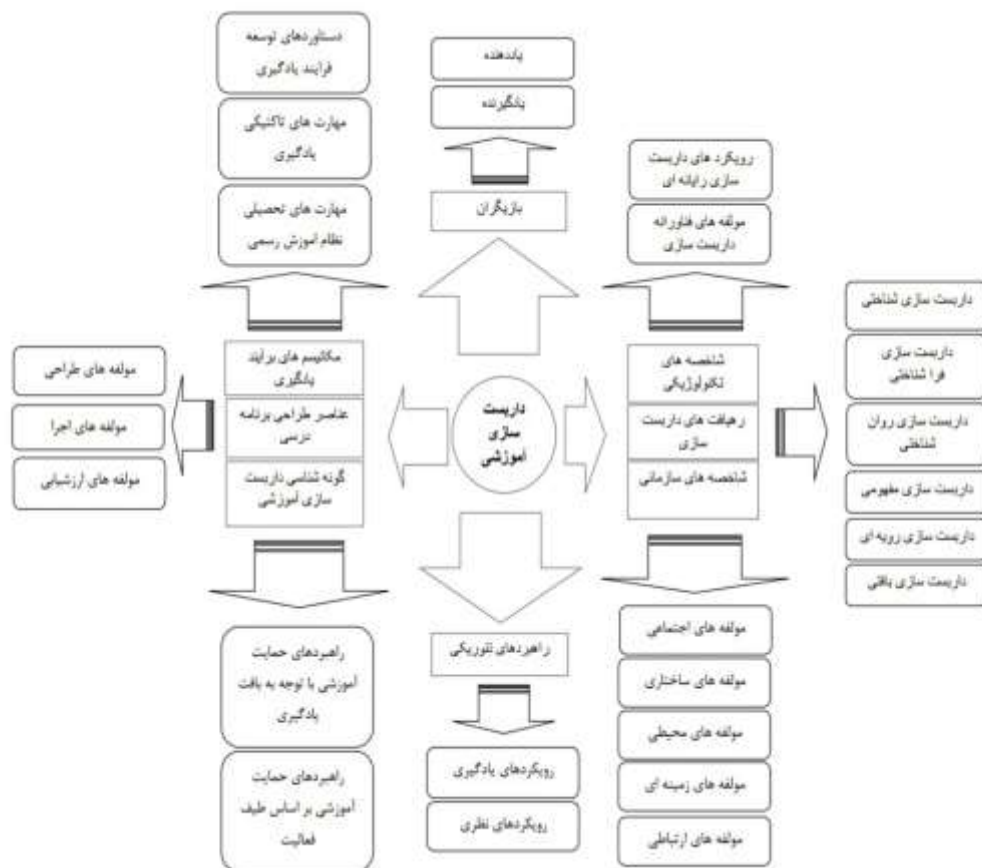 دستاوردهای توسعه
فرایند یادگیری
مهارت های تاکتیکی
یادگیری
مهارت های تحصیلی
نظام آموزش رسمی
یاددهنده
یادگیرنده
بازیگران
رویکرد های داربست
سازی رایانه ای
مولفه های فناورانه
داربست سازی
داربست سازی شناختی
داربست سازی
فرا شناختی
داربست سازی روان
شناختی
داربست سازی مفهومی
داربست سازی رویه ای
داربست سازی بافتی
شاخصه های
تکنولوژیکی
رهیافت های داربست
سازی
شاخصه های سازمانی
داربست
سازی
آموزشی
مکانیسم های برآیند
یادگیری
عناصر طراحی برنامه
درسی
گونه شناسی داربست
سازی آموزشی
مولفه های طراحی
مولفه های اجرا
مولفه های ارزشیابی
راهبردهای حمایت
آموزشی با توجه به بافت
یادگیری
راهبردهای حمایت
آموزشی بر اساس طیف
فعالیت
راهبردهای تئوریکی
رویکردهای یادگیری
رویکردهای نظری
مولفه های اجتماعی
مولفه های ساختاری
مولفه های محیطی
مولفه های زمینه ای
مولفه های ارتباطی